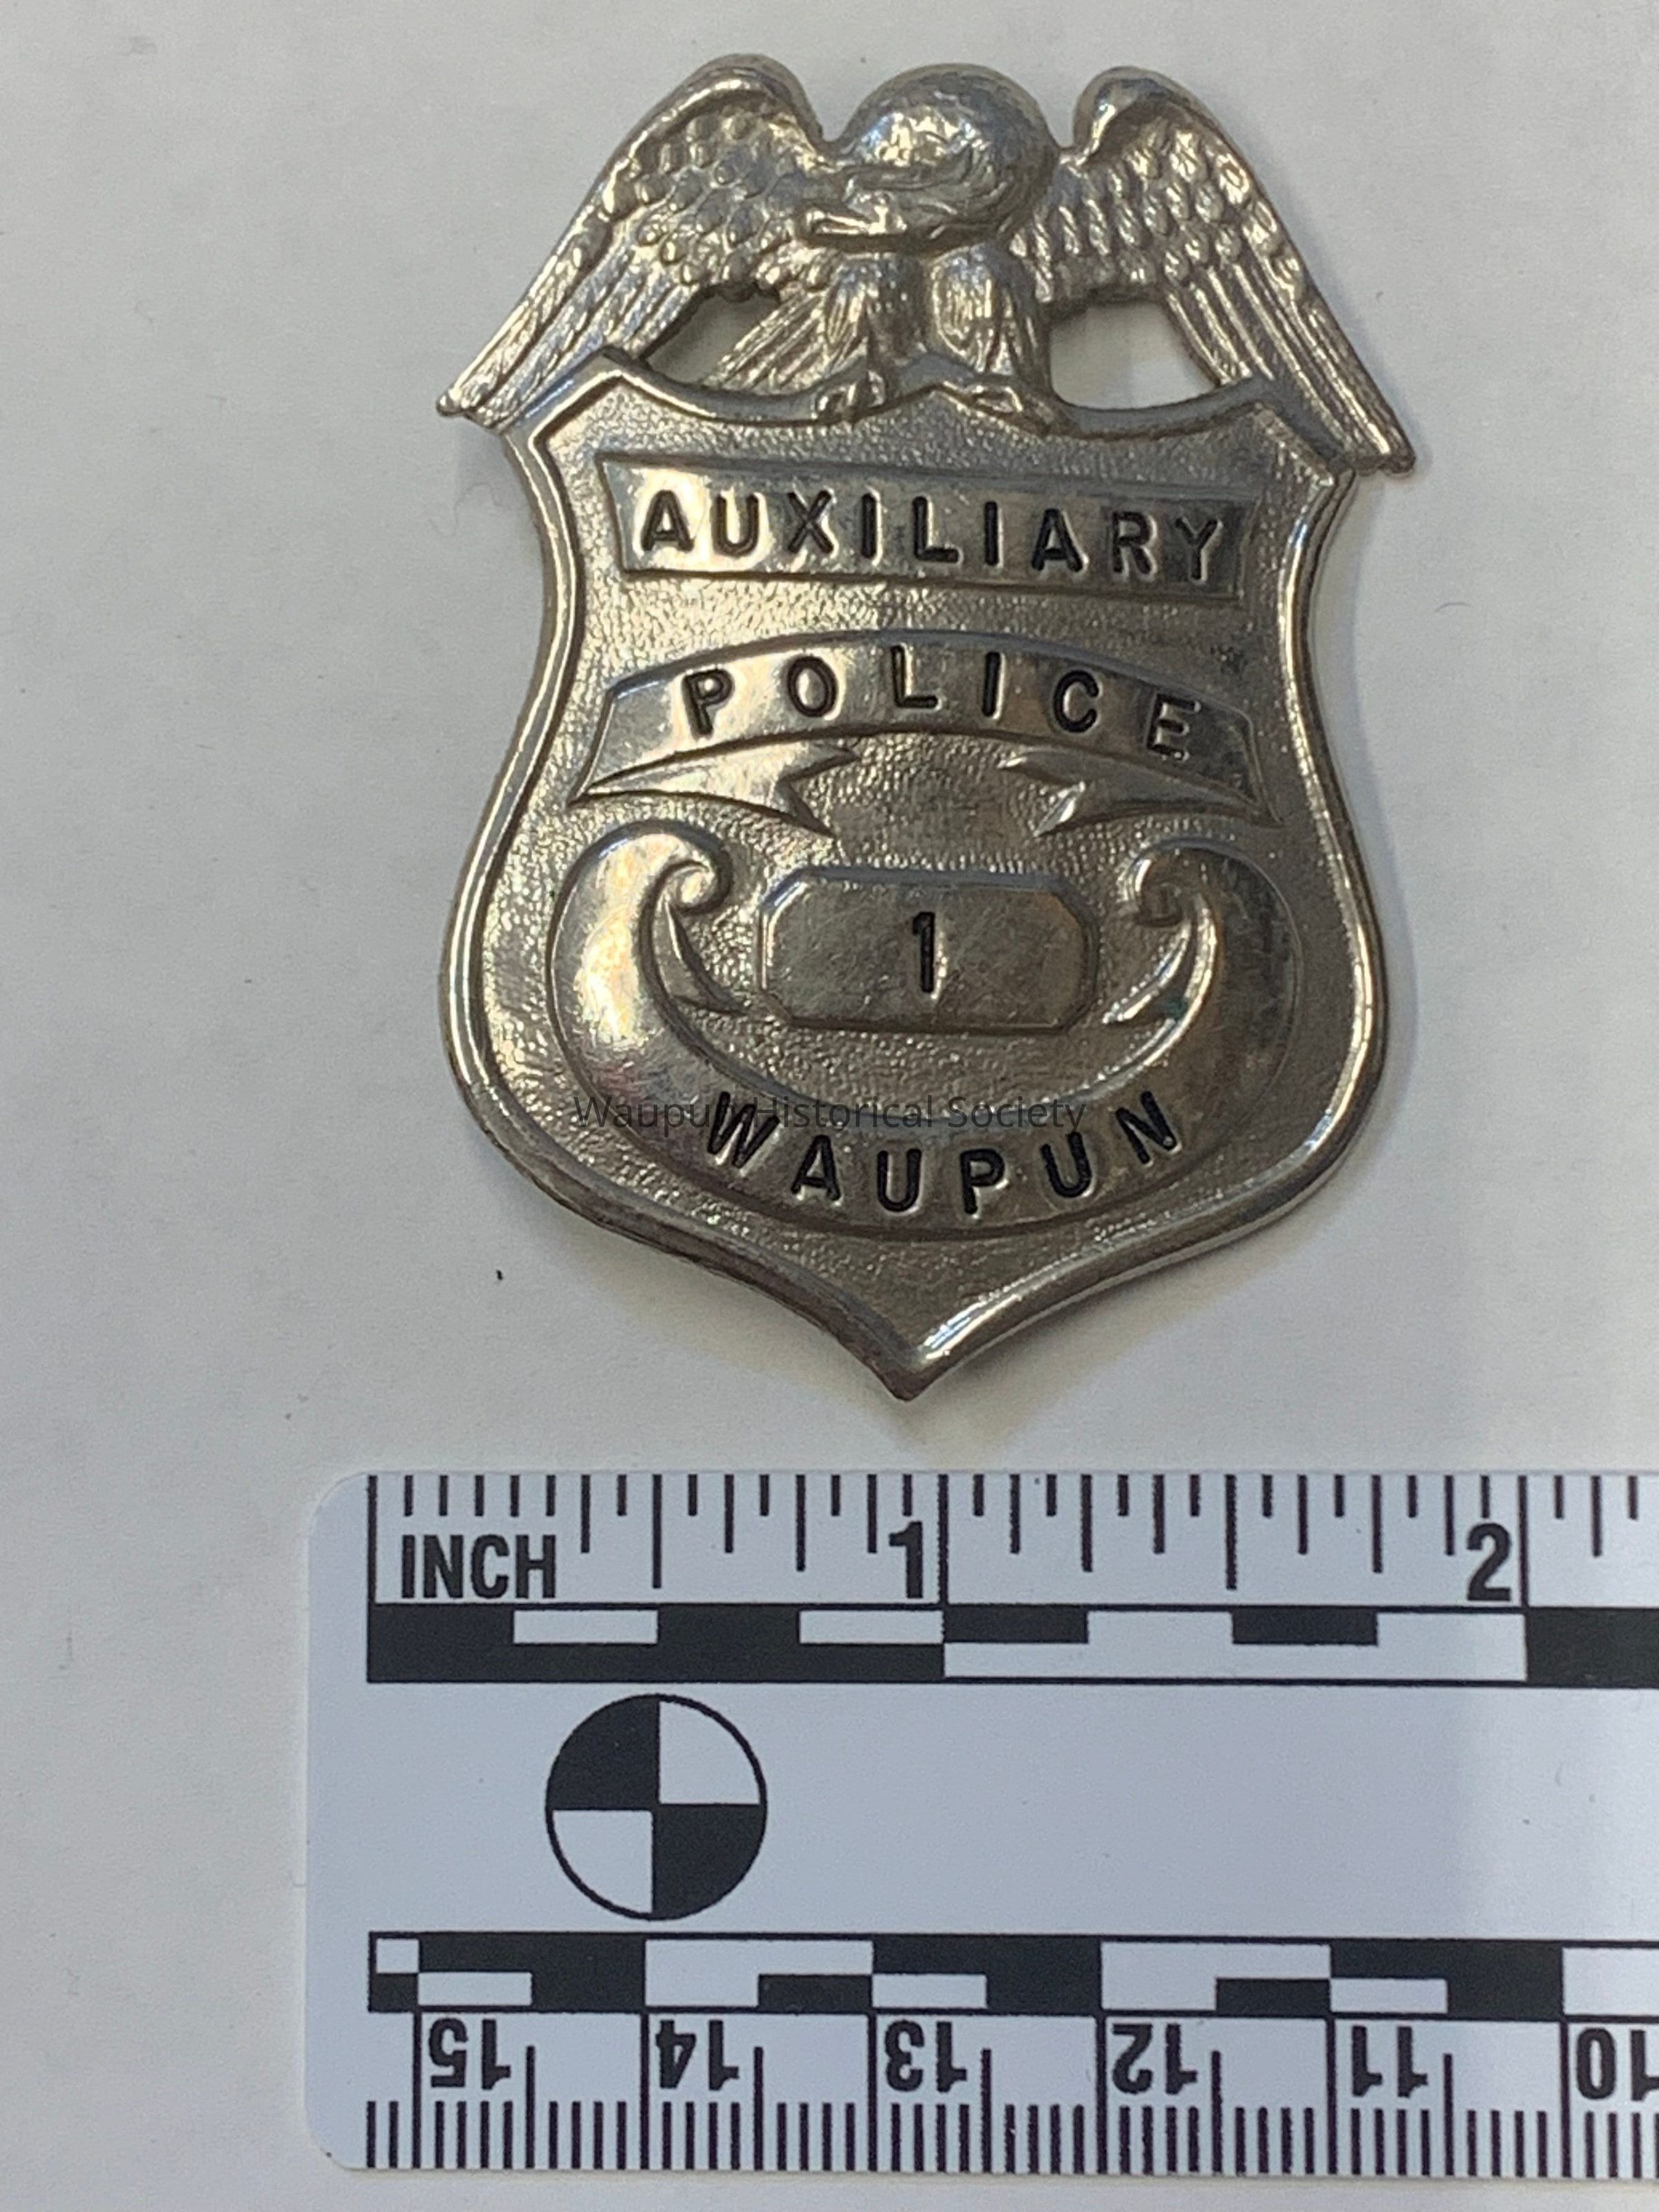 AUXILIARY
POLICE
1
Waupun Historical Society
WAUPUN
INCH 1 2
15 14 13 12 11 10